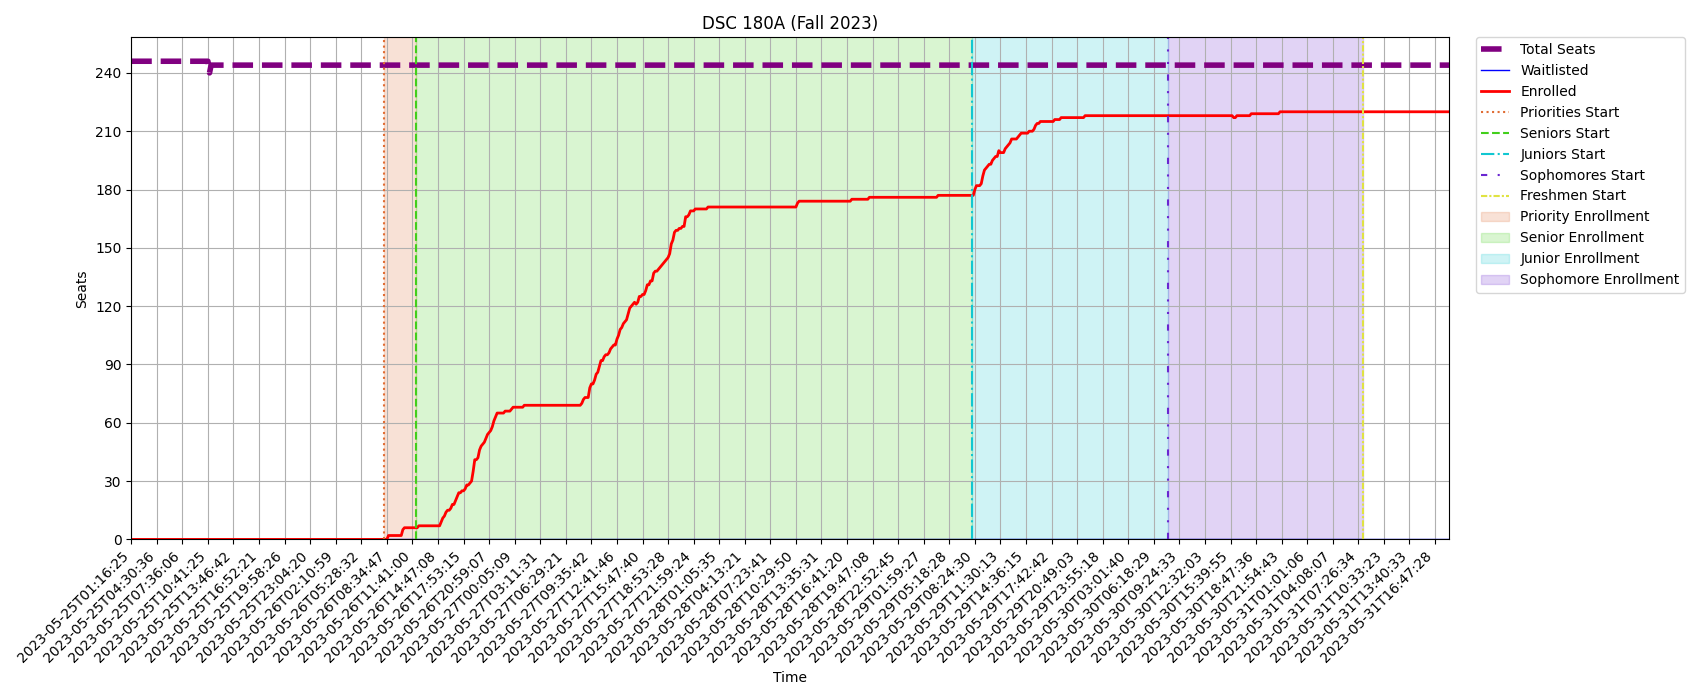 DSC 180A (Fall 2023)
Seats
240
210
180
150
120
90
60
30
0
2023-05-25T01:16:25
2023-05-25T04:30:36
2023-05-25T07:36:06
2023-05-25T10:41:25
2023-05-25T13:46:42
2023-05-25T16:52:21
2023-05-25T19:58:26
2023-05-25T23:04:20
2023-05-26T02:10:59
2023-05-26T05:28:32
2023-05-26T08:34:47
2023-05-26T11:41:00
2023-05-26T14:47:08
2023-05-26T17:53:15
2023-05-26T20:59:07
2023-05-27T00:05:09
2023-05-27T03:11:31
2023-05-27T06:29:21
2023-05-27T09:35:42
2023-05-27T12:41:46
2023-05-27T15:47:40
2023-05-27T18:53:28
2023-05-27T21:59:24
2023-05-28T01:05:35
2023-05-28T04:13:21
2023-05-28T07:23:41
2023-05-28T10:29:50
2023-05-28T13:35:31
2023-05-28T16:41:20
2023-05-28T19:47:08
2023-05-28T22:52:45
2023-05-29T01:59:27
2023-05-29T05:18:28
2023-05-29T08:24:30
2023-05-29T11:30:13
2023-05-29T14:36:15
2023-05-29T17:42:42
2023-05-29T20:49:03
2023-05-29T23:55:18
2023-05-30T03:01:40
2023-05-30T06:18:29
2023-05-30T09:24:33
2023-05-30T12:32:03
2023-05-30T15:39:55
2023-05-30T18:47:36
2023-05-30T21:54:43
2023-05-31T01:01:06
2023-05-31T04:08:07
2023-05-31T07:26:34
2023-05-31T10:33:23
2023-05-31T13:40:33
2023-05-31T16:47:28
Time
Total Seats
Waitlisted
Enrolled
Priorities Start
Seniors Start
Juniors Start
Sophomores Start
Freshmen Start
Priority Enrollment
Senior Enrollment
Junior Enrollment
Sophomore Enrollment